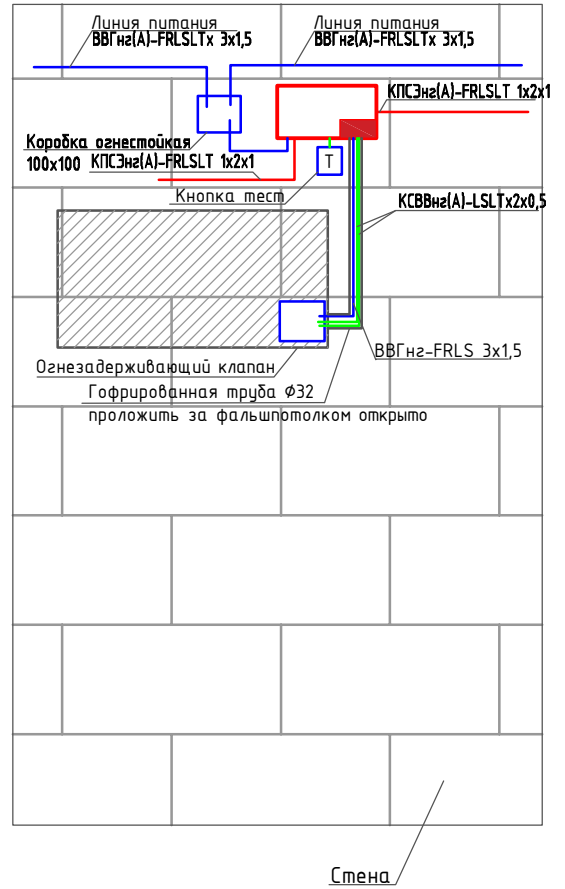 Линия питания
ВВГнг(А)-FRLSLTx 3x1,5
Линия питания
ВВГнг(А)-FRLSLTx 3x1,5
КПСЭнг(А)-FRLSLT 1x2x1
Коробка огнестойкая
100x100
КПСЭнг(А)-FRLSLT 1x2x1
Т
Кнопка тест
КСВВнг(А)-LSLTx2x0,5
ВВГнг-FRLS 3x1,5
Огнезадерживающий клапан
Гофрированная труба Ф32
проложить за фальшпотолком открыто
Стена